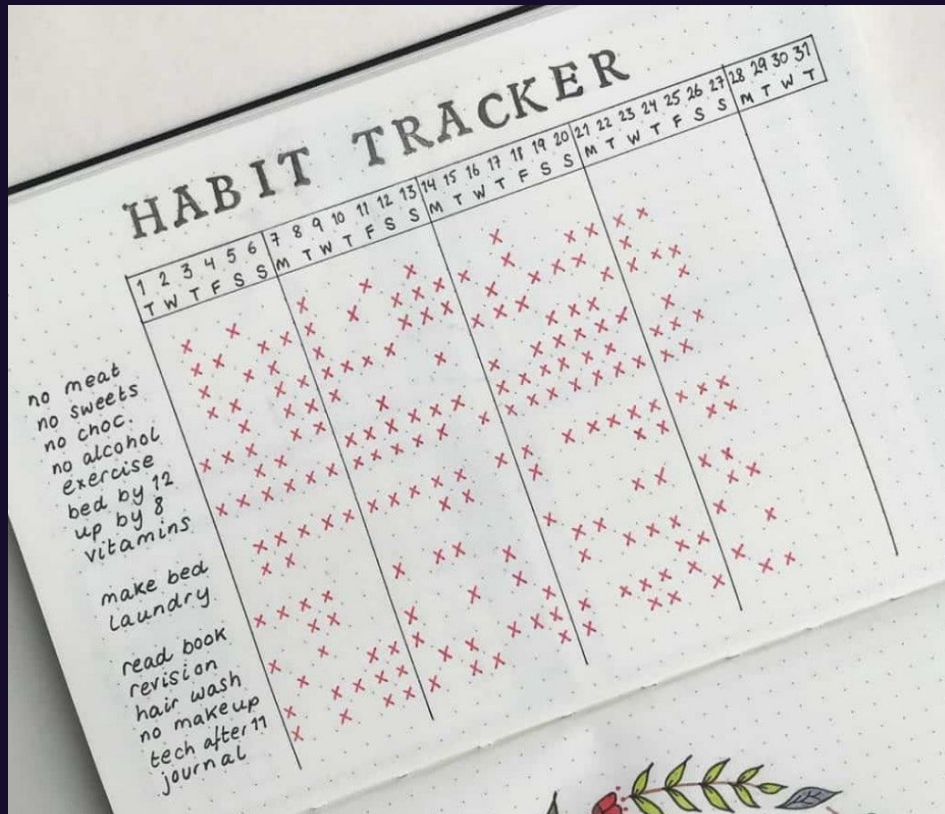 HABIT TRACKER
1 2 3 4 5 6 7 8 9 10 11 12 13 14 15 16 17 18 19 20 21 22 23 24 25 26 27 28 29 30 31
T W T F S S M T W T F S S M T W T F S S M T W T F S S M T W T
no meat
no sweets
no choc.
no alcohol
exercise
bed by 12
up by 8
vitamins
make bed
laundry
read book
revision
hair wash
no makeup
tech after 11
journal